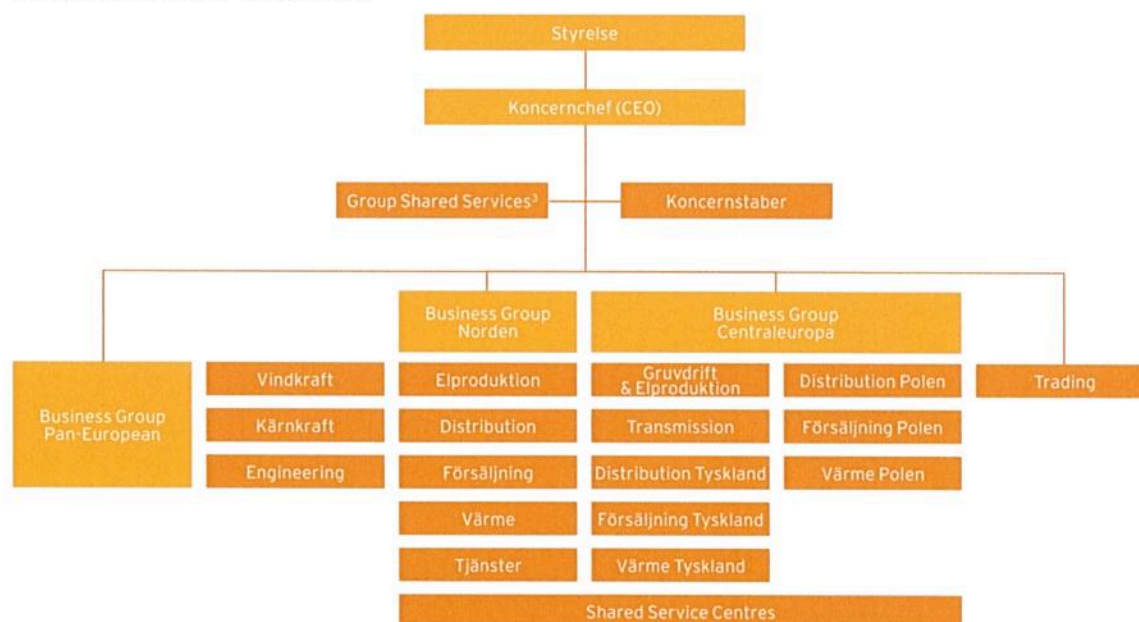 Styrelse
Koncernchef (CEO)
Group Shared Services³
Koncernstaber
Business Group
Norden
Business Group
Centraleuropa
Business Group
Pan-European
Vindkraft
Elproduktion
Gruvdrift
& Elproduktion
Distribution Polen
Trading
Kärnkraft
Distribution
Transmission
Försäljning Polen
Engineering
Försäljning
Distribution Tyskland
Värme Polen
Värme
Försäljning Tyskland
Tjänster
Värme Tyskland
Shared Service Centres